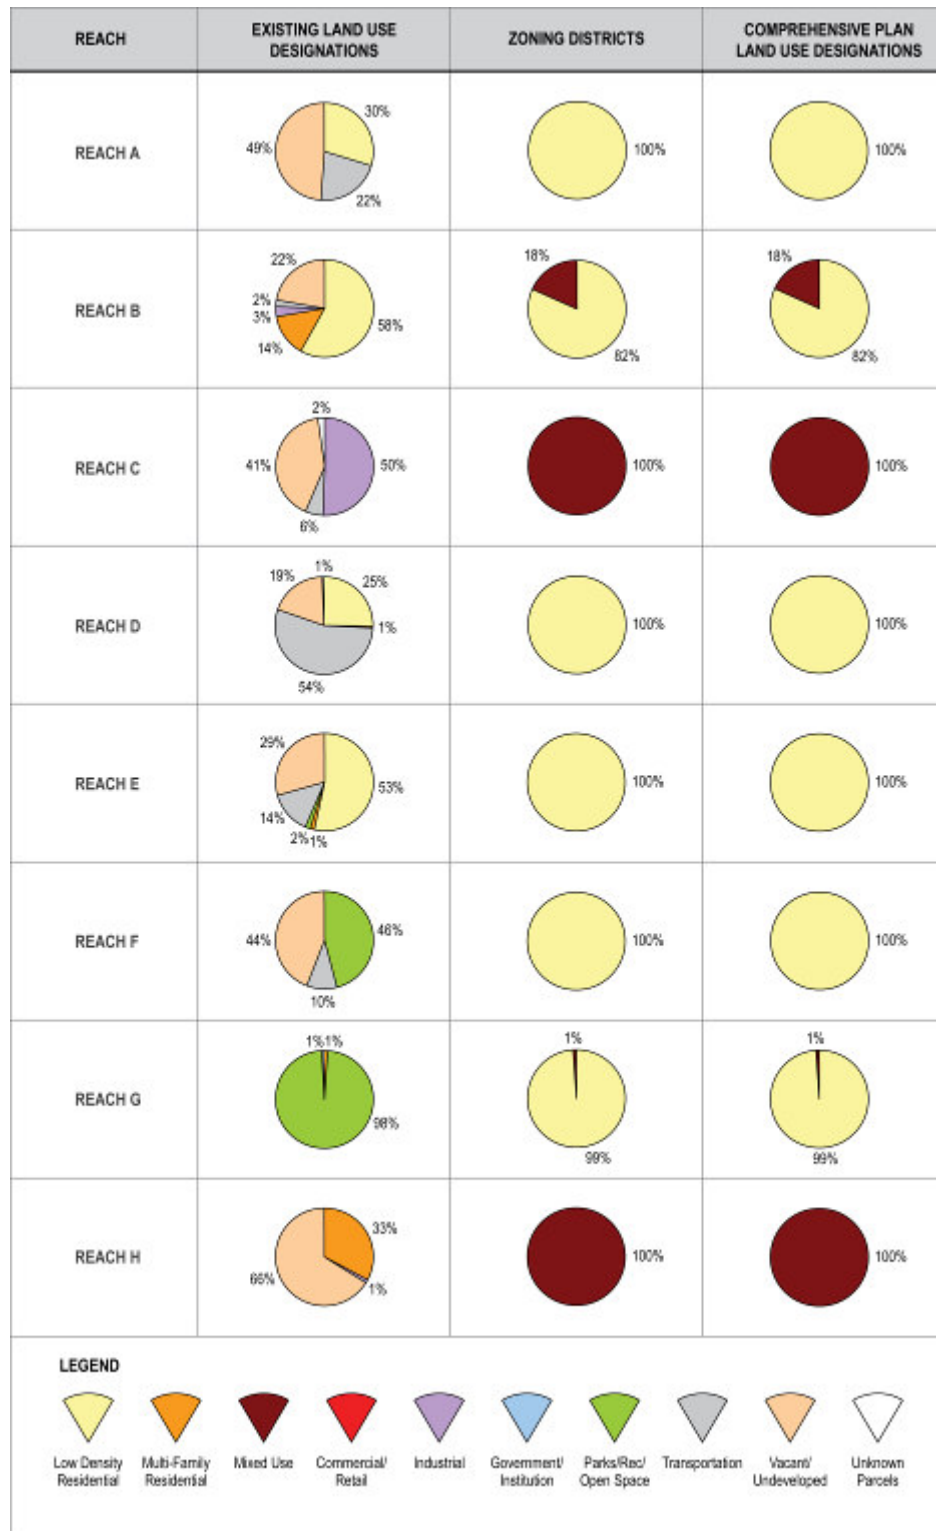 REACH
EXISTING LAND USE
DESIGNATIONS
ZONING DISTRICTS
COMPREHENSIVE PLAN
LAND USE DESIGNATIONS
REACH A
30%
49%
22%
100%
100%
REACH B
22%
2%
3%
14%
58%
18%
82%
18%
82%
REACH C
2%
41%
50%
6%
100%
100%
REACH D
1%
19%
25%
1%
54%
100%
100%
REACH E
29%
53%
14%
2%
1%
100%
100%
REACH F
44%
46%
10%
100%
100%
REACH G
1%
1%
98%
1%
99%
1%
99%
REACH H
33%
66%
1%
100%
100%
LEGEND
Low Density
Residential
Multi-Family
Residential
Mixed Use
Commercial/
Retail
Industrial
Government/
Institution
Parks/Rec/
Open Space
Transportation
Vacant/
Undeveloped
Unknown
Parcels